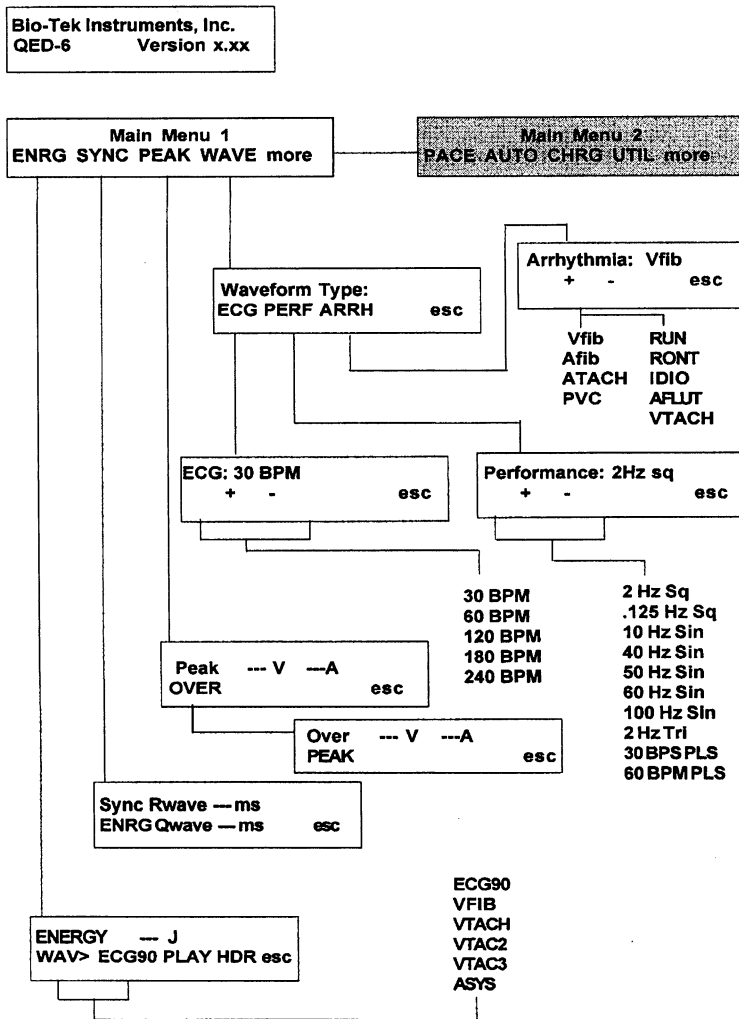 Bio-Tek Instruments, Inc.
QED-6 Version x.xx
Main Menu 1
ENRG SYNC PEAK WAVE more
Main Menu 2
PACE AUTO CHRG UTIL more
Arrhythmia: Vfib
+ - esc
Waveform Type:
ECG PERF ARRH esc
Vfib RUN
Afib RONT
ATACH IDIO
PVC AFLUT
VTACH
ECG: 30 BPM
+ - esc
Performance: 2Hz sq
+ - esc
30 BPM
60 BPM
120 BPM
180 BPM
240 BPM
2 Hz Sq
.125 Hz Sq
10 Hz Sin
40 Hz Sin
50 Hz Sin
60 Hz Sin
100 Hz Sin
2 Hz Tri
30 BPS PLS
60 BPM PLS
Peak --- V ---A
OVER esc
Over --- V ---A
PEAK esc
Sync Rwave --- ms
ENRG Qwave --- ms esc
ECG90
VFIB
VTACH
VTAC2
VTAC3
ASYS
ENERGY --- J
WAV> ECG90 PLAY HDR esc